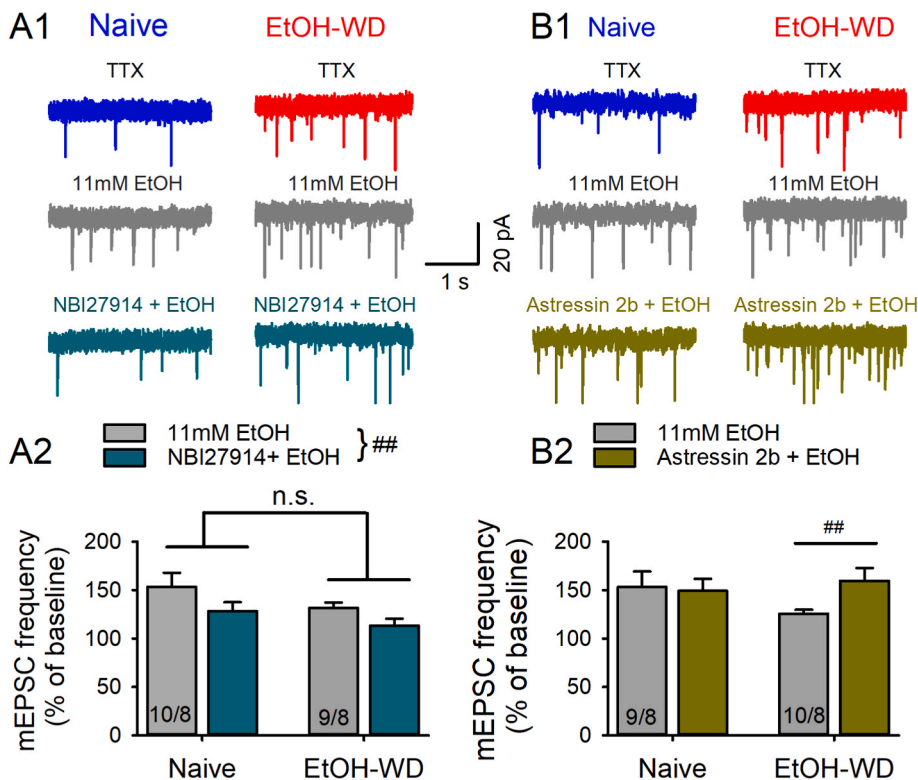 A1 Naive EtOH-WD
TTX TTX
11mM EtOH 11mM EtOH
NBI27914 + EtOH NBI27914 + EtOH
20 pA
1 s
B1 Naive EtOH-WD
TTX TTX
11mM EtOH 11mM EtOH
Astressin 2b + EtOH Astressin 2b + EtOH
A2
11mM EtOH
NBI27914+ EtOH } ##
n.s.
mEPSC frequency
(% of baseline)
200
150
100
50
0
10/8 9/8
Naive EtOH-WD
B2
11mM EtOH
Astressin 2b + EtOH
##
mEPSC frequency
(% of baseline)
200
150
100
50
0
9/8 10/8
Naive EtOH-WD